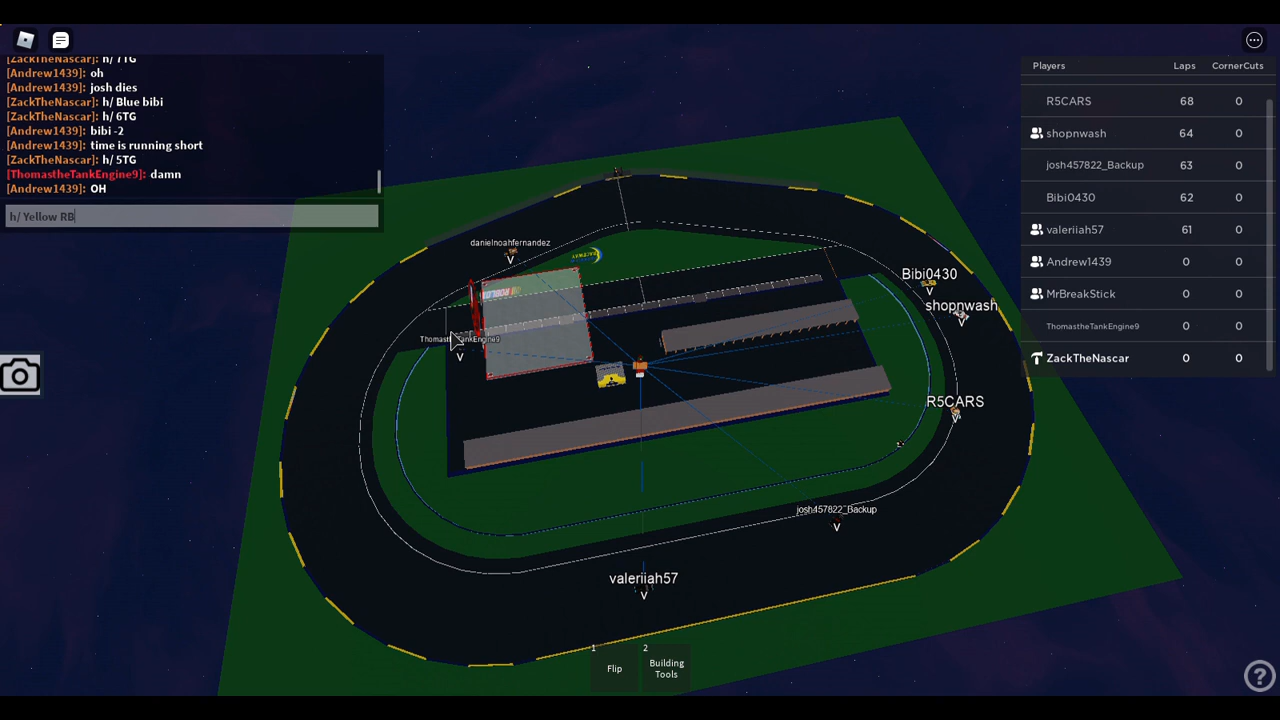 [ZackTheNascar]: h/ 7TG
[Andrew1439]: oh
[Andrew1439]: josh dies
[ZackTheNascar]: h/ Blue bibi
[ZackTheNascar]: h/ 6TG
[Andrew1439]: bibi -2
[Andrew1439]: time is running short
[ZackTheNascar]: h/ 5TG
[ThomastheTankEngine9]: damn
[Andrew1439]: OH
h/ Yellow RB
Players Laps CornerCuts
R5CARS 68 0
shopnwash 64 0
josh457822_Backup 63 0
Bibi0430 62 0
valeriiah57 61 0
Andrew1439 0 0
MrBreakStick 0 0
ThomastheTankEngine9 0 0
ZackTheNascar 0 0
danielnoahfernandez
Bibi0430
shopnwash
ThomastheTankEngine9
R5CARS
josh457822_Backup
valeriiah57
1
Flip
2
Building
Tools
?